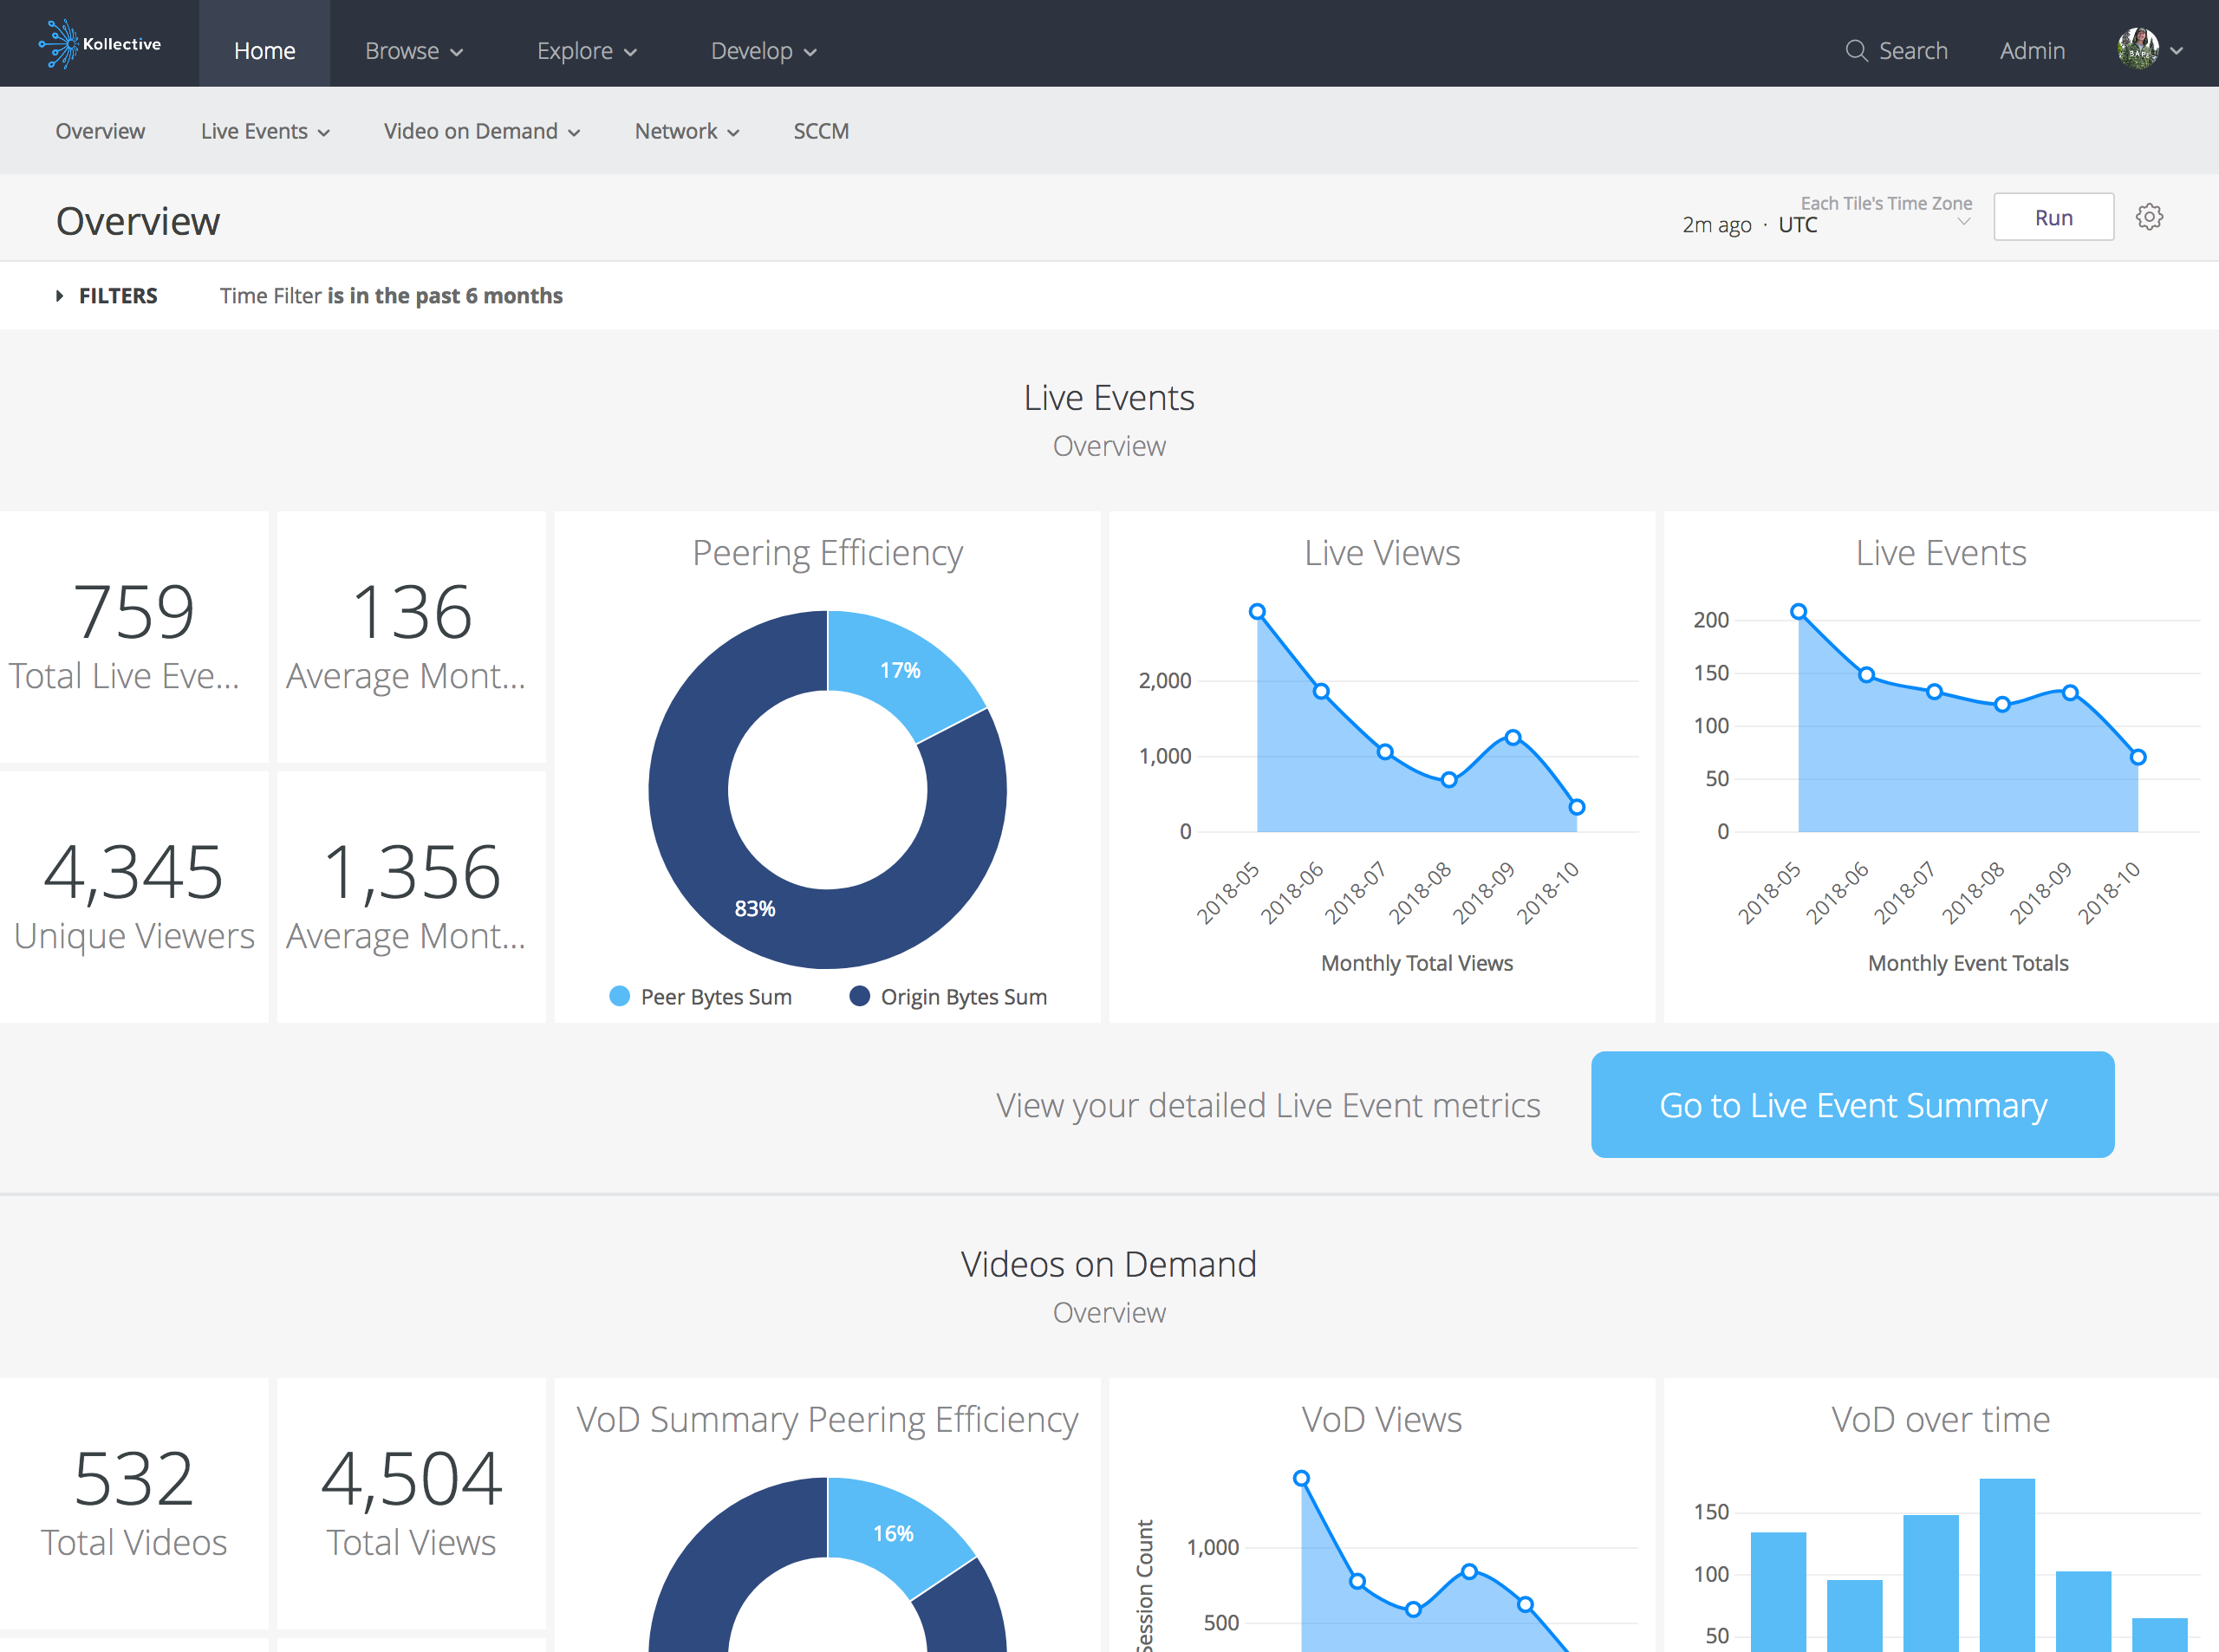 Kollective
Home
Browse
Explore
Develop
Search
Admin
Overview
Live Events
Video on Demand
Network
SCCM
Overview
Each Tile's Time Zone
2m ago · UTC
Run
FILTERS
Time Filter is in the past 6 months
Live Events
Overview
759
Total Live Eve...
136
Average Mont...
4,345
Unique Viewers
1,356
Average Mont...
Peering Efficiency
17%
83%
Peer Bytes Sum
Origin Bytes Sum
Live Views
2,000
1,000
0
2018-05
2018-06
2018-07
2018-08
2018-09
2018-10
Monthly Total Views
Live Events
200
150
100
50
0
2018-05
2018-06
2018-07
2018-08
2018-09
2018-10
Monthly Event Totals
View your detailed Live Event metrics
Go to Live Event Summary
Videos on Demand
Overview
532
Total Videos
4,504
Total Views
VoD Summary Peering Efficiency
16%
VoD Views
Session Count
1,000
500
VoD over time
150
100
50